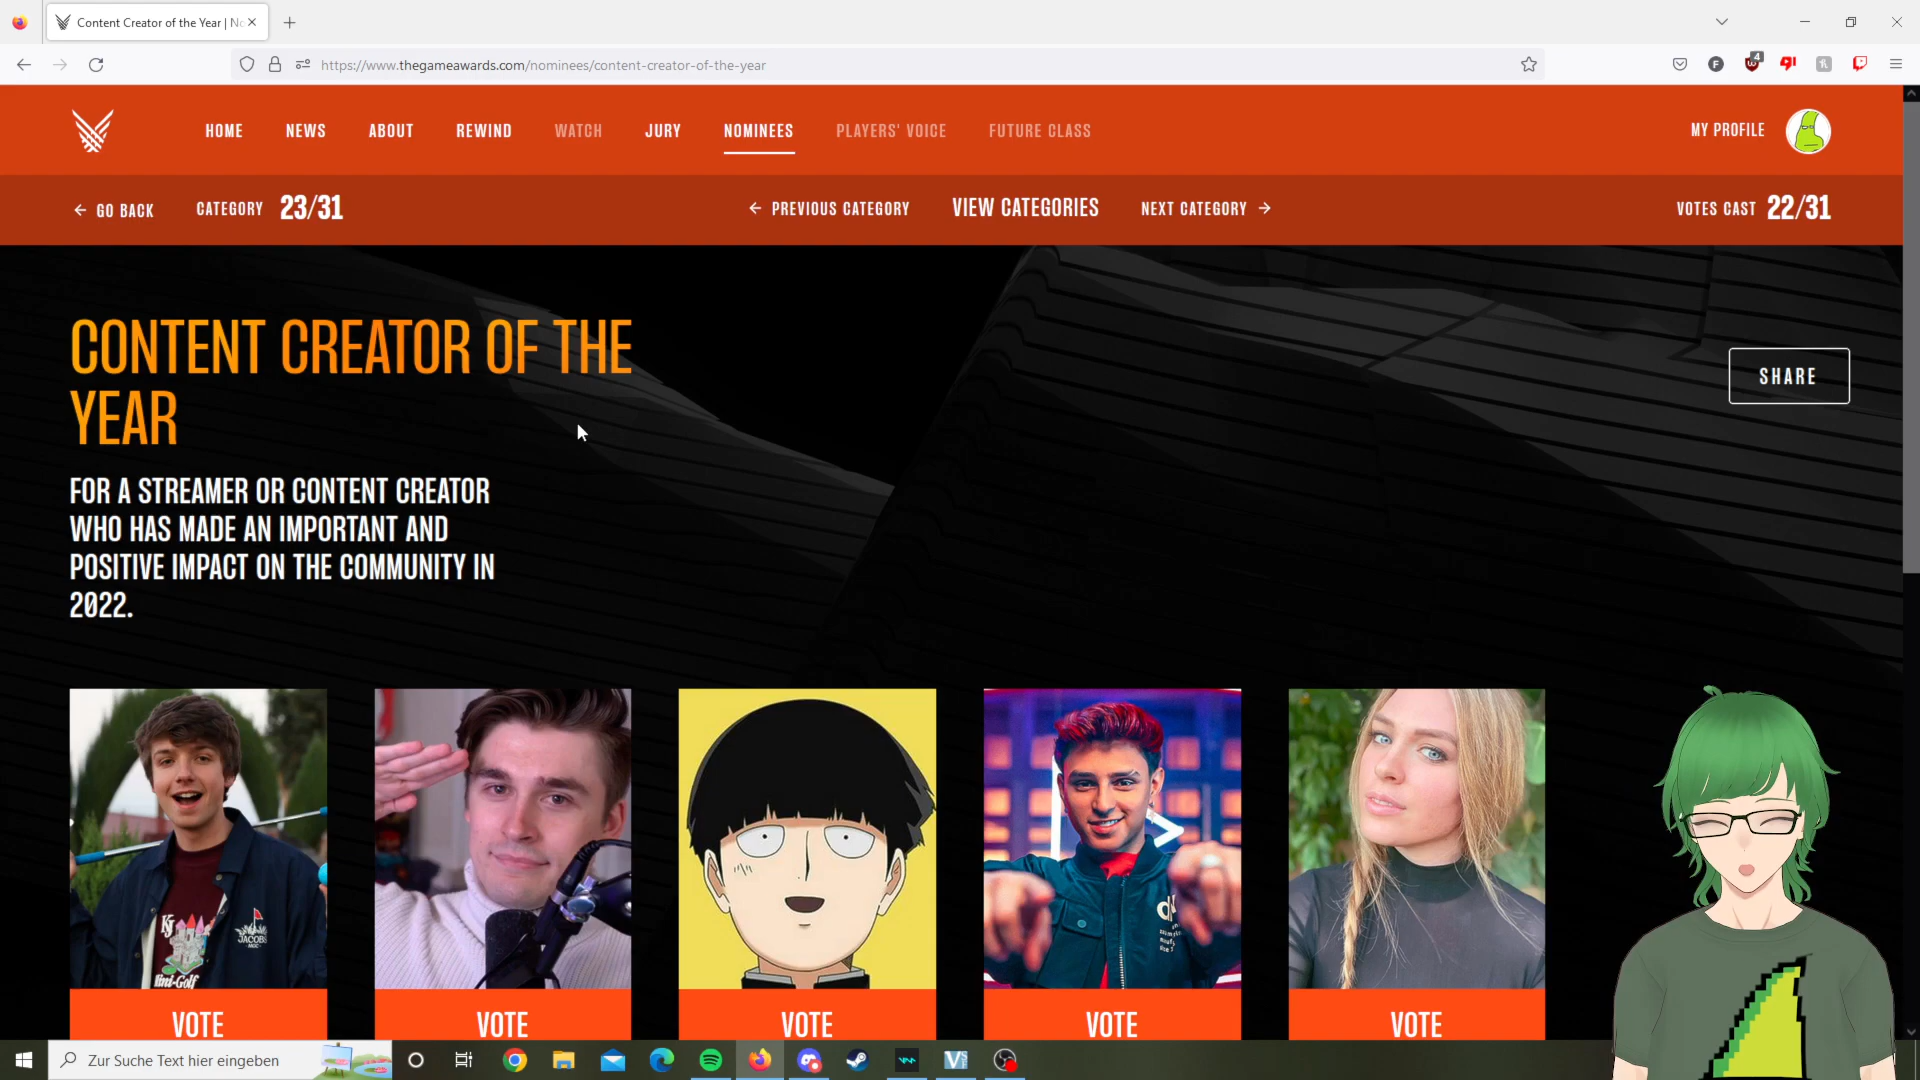 Content Creator of the Year | No
https://www.thegameawards.com/nominees/content-creator-of-the-year
4
HOME
NEWS
ABOUT
REWIND
WATCH
JURY
NOMINEES
PLAYERS' VOICE
FUTURE CLASS
MY PROFILE
GO BACK
CATEGORY 23/31
PREVIOUS CATEGORY
VIEW CATEGORIES
NEXT CATEGORY
VOTES CAST 22/31
CONTENT CREATOR OF THE
YEAR
SHARE
FOR A STREAMER OR CONTENT CREATOR
WHO HAS MADE AN IMPORTANT AND
POSITIVE IMPACT ON THE COMMUNITY IN
2022.
KJ
JACOBS
Mini-Golf
VOTE
VOTE
VOTE
VOTE
VOTE
Zur Suche Text hier eingeben